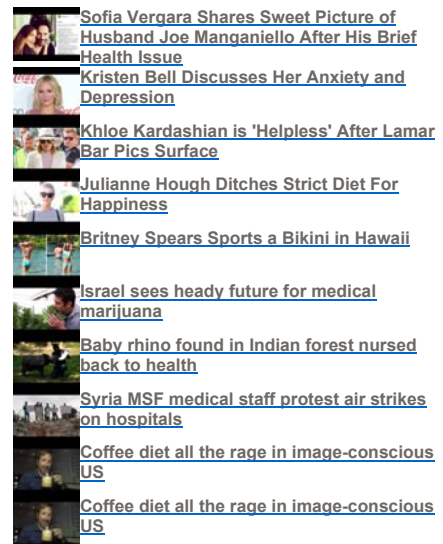 Sofia Vergara Shares Sweet Picture of
Husband Joe Manganiello After His Brief
Health Issue
Kristen Bell Discusses Her Anxiety and
Depression
Khloe Kardashian is 'Helpless' After Lamar
Bar Pics Surface
Julianne Hough Ditches Strict Diet For
Happiness
Britney Spears Sports a Bikini in Hawaii
Israel sees heady future for medical
marijuana
Baby rhino found in Indian forest nursed
back to health
Syria MSF medical staff protest air strikes
on hospitals
Coffee diet all the rage in image-conscious
US
Coffee diet all the rage in image-conscious
US